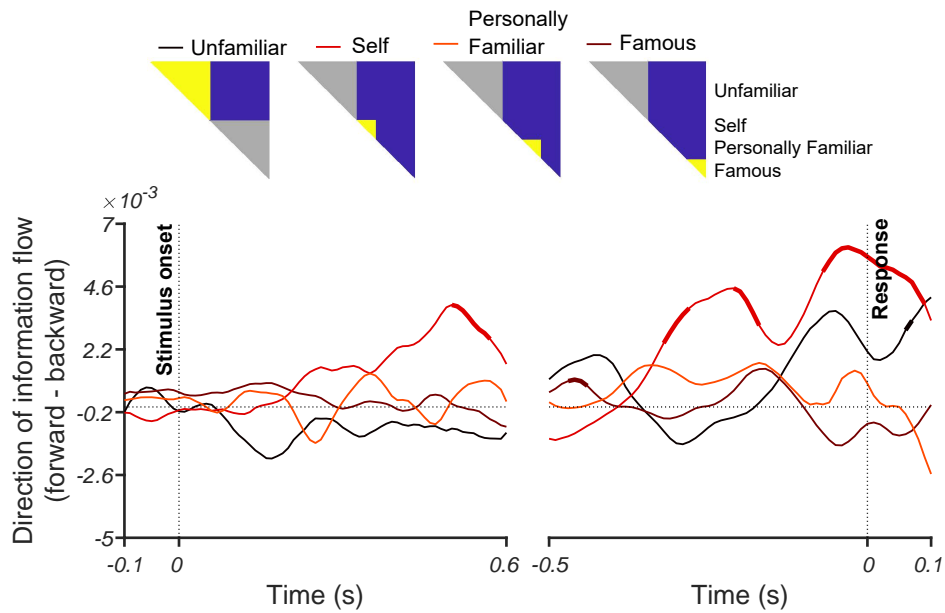 Unfamiliar
Self
Personally
Familiar
Famous
Unfamiliar
Self
Personally Familiar
Famous
×10⁻³
7
4.6
2.2
-0.2
-2.6
-5
Direction of information flow
(forward - backward)
Stimulus onset
Response
-0.1
0
0.6
-0.5
0
0.1
Time (s)
Time (s)